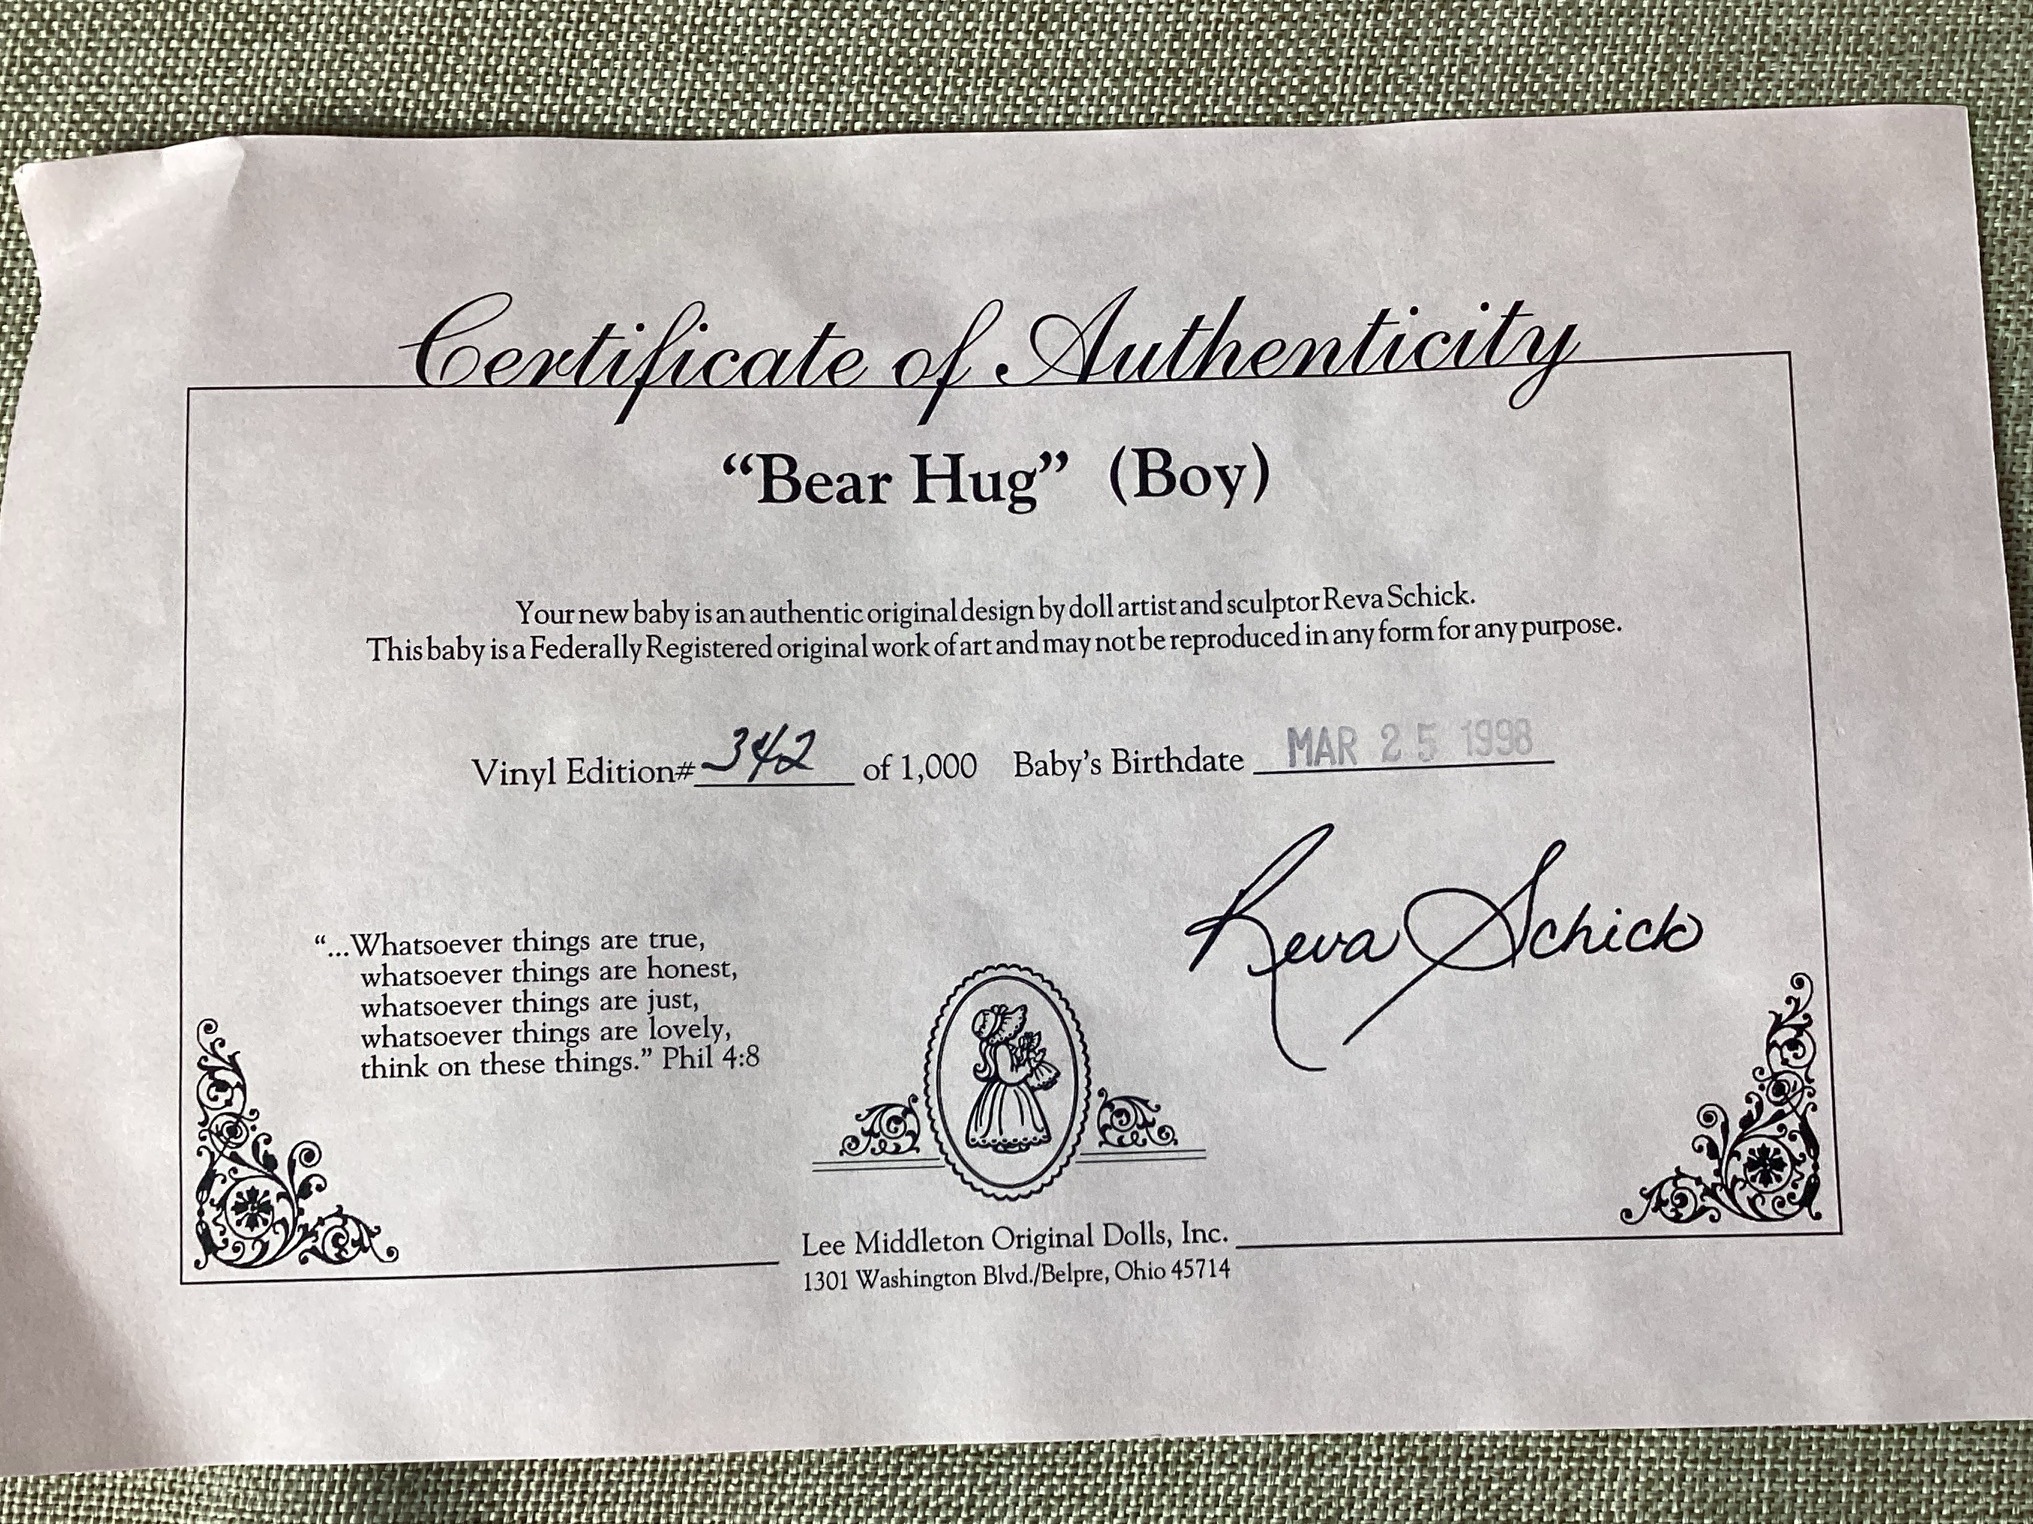 Certificate of Authenticity
“Bear Hug” (Boy)
Your new baby is an authentic original design by doll artist and sculptor Reva Schick.
This baby is a Federally Registered original work of art and may not be reproduced in any form for any purpose.
Vinyl Edition# 342 of 1,000 Baby’s Birthdate MAR 25 1998
Reva Schick
“...Whatsoever things are true,
whatsoever things are honest,
whatsoever things are just,
whatsoever things are lovely,
think on these things.” Phil 4:8
Lee Middleton Original Dolls, Inc.
1301 Washington Blvd./Belpre, Ohio 45714